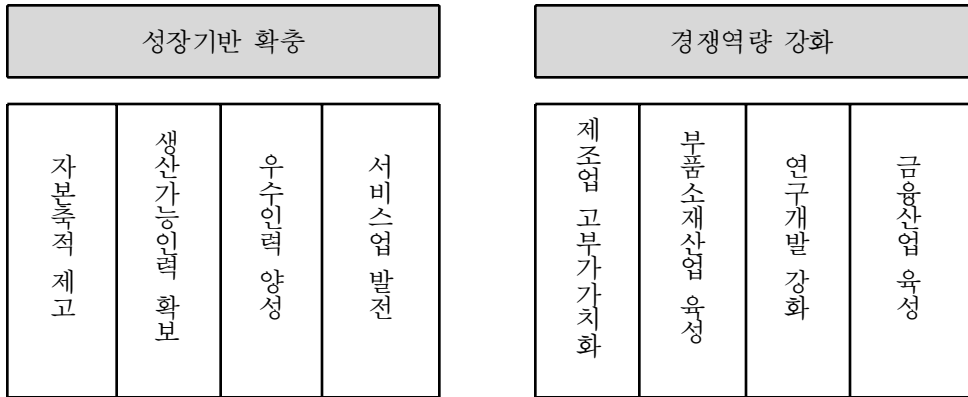 성장기반 확충
자본축적 제고
생산가능인력 확보
우수인력 양성
서비스업 발전
경쟁역량 강화
제조업 고부가가치화
부품소재산업 육성
연구개발 강화
금융산업 육성